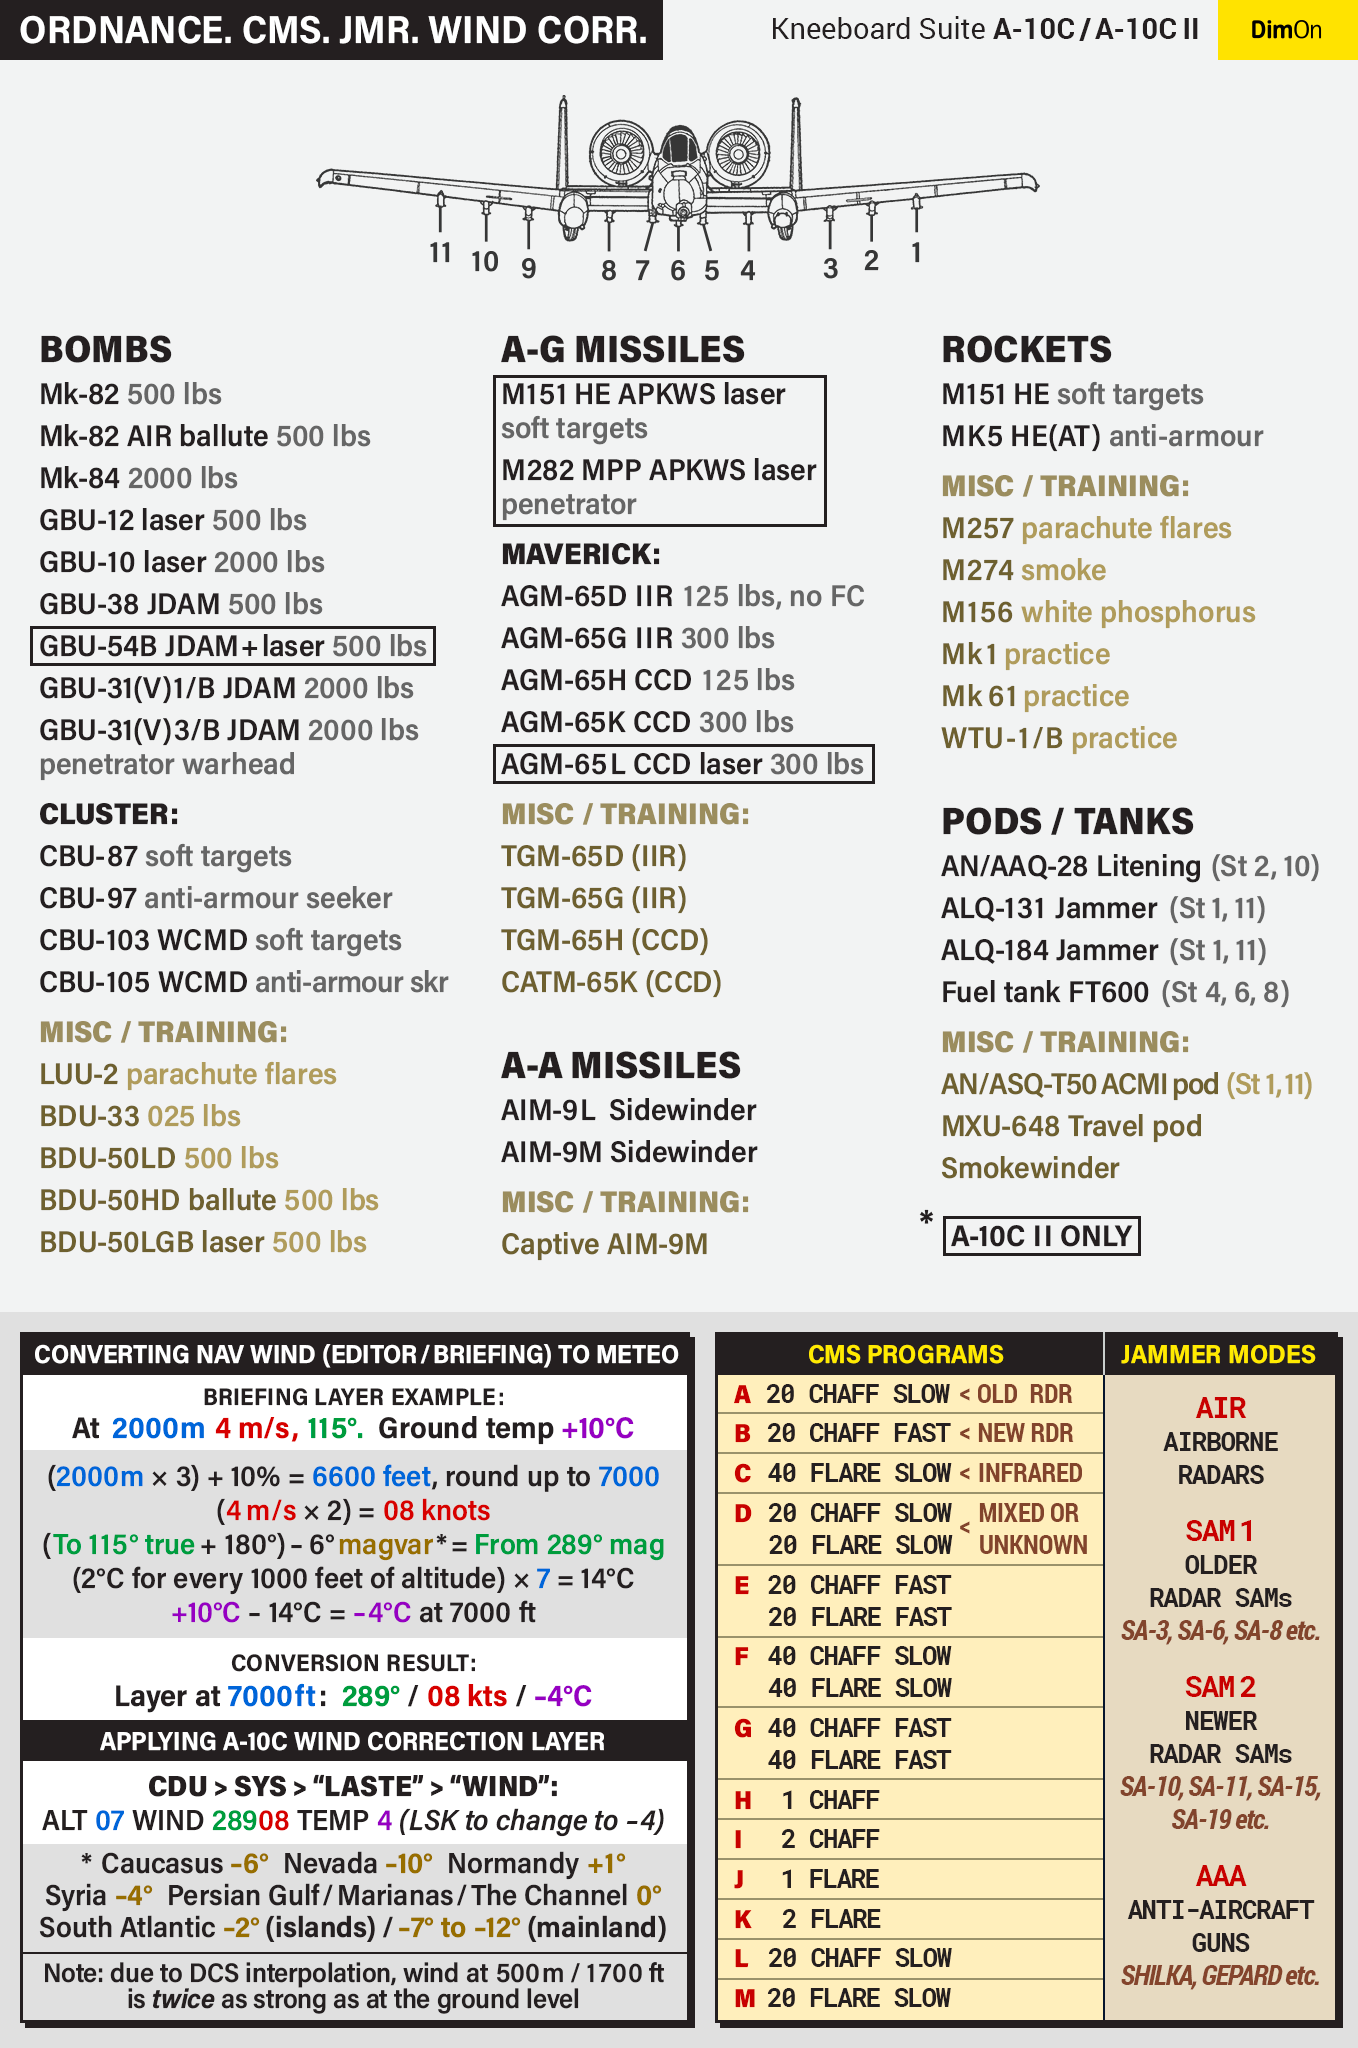 ORDNANCE. CMS. JMR. WIND CORR.
Kneeboard Suite A-10C / A-10C II
DimOn
11 10 9 8 7 6 5 4 3 2 1
BOMBS
Mk-82 500 lbs
Mk-82 AIR ballute 500 lbs
Mk-84 2000 lbs
GBU-12 laser 500 lbs
GBU-10 laser 2000 lbs
GBU-38 JDAM 500 lbs
GBU-54B JDAM+laser 500 lbs
GBU-31(V)1/B JDAM 2000 lbs
GBU-31(V)3/B JDAM 2000 lbs
penetrator warhead
CLUSTER:
CBU-87 soft targets
CBU-97 anti-armour seeker
CBU-103 WCMD soft targets
CBU-105 WCMD anti-armour skr
MISC / TRAINING:
LUU-2 parachute flares
BDU-33 025 lbs
BDU-50LD 500 lbs
BDU-50HD ballute 500 lbs
BDU-50LGB laser 500 lbs
A-G MISSILES
M151 HE APKWS laser
soft targets
M282 MPP APKWS laser
penetrator
MAVERICK:
AGM-65D IIR 125 lbs, no FC
AGM-65G IIR 300 lbs
AGM-65H CCD 125 lbs
AGM-65K CCD 300 lbs
AGM-65L CCD laser 300 lbs
MISC / TRAINING:
TGM-65D (IIR)
TGM-65G (IIR)
TGM-65H (CCD)
CATM-65K (CCD)
A-A MISSILES
AIM-9L Sidewinder
AIM-9M Sidewinder
MISC / TRAINING:
Captive AIM-9M
ROCKETS
M151 HE soft targets
MK5 HE(AT) anti-armour
MISC / TRAINING:
M257 parachute flares
M274 smoke
M156 white phosphorus
Mk1 practice
Mk 61 practice
WTU-1/B practice
PODS / TANKS
AN/AAQ-28 Litening (St 2, 10)
ALQ-131 Jammer (St 1, 11)
ALQ-184 Jammer (St 1, 11)
Fuel tank FT600 (St 4, 6, 8)
MISC / TRAINING:
AN/ASQ-T50 ACMI pod (St 1, 11)
MXU-648 Travel pod
Smokewinder
* A-10C II ONLY
CONVERTING NAV WIND (EDITOR / BRIEFING) TO METEO
BRIEFING LAYER EXAMPLE:
At 2000m 4 m/s, 115°. Ground temp +10°C
(2000m × 3) + 10% = 6600 feet, round up to 7000
(4 m/s × 2) = 08 knots
(To 115° true + 180°) – 6° magvar* = From 289° mag
(2°C for every 1000 feet of altitude) × 7 = 14°C
+10°C – 14°C = –4°C at 7000 ft
CONVERSION RESULT:
Layer at 7000ft: 289° / 08 kts / –4°C
APPLYING A-10C WIND CORRECTION LAYER
CDU > SYS > “LASTE” > “WIND”:
ALT 07 WIND 28908 TEMP 4 (LSK to change to –4)
* Caucasus –6° Nevada –10° Normandy +1°
Syria –4° Persian Gulf / Marianas / The Channel 0°
South Atlantic –2° (islands) / –7° to –12° (mainland)
Note: due to DCS interpolation, wind at 500m / 1700 ft
is twice as strong as at the ground level
CMS PROGRAMS
A 20 CHAFF SLOW < OLD RDR
B 20 CHAFF FAST < NEW RDR
C 40 FLARE SLOW < INFRARED
D 20 CHAFF SLOW < MIXED OR
20 FLARE SLOW UNKNOWN
E 20 CHAFF FAST
20 FLARE FAST
F 40 CHAFF SLOW
40 FLARE SLOW
G 40 CHAFF FAST
40 FLARE FAST
H 1 CHAFF
I 2 CHAFF
J 1 FLARE
K 2 FLARE
L 20 CHAFF SLOW
M 20 FLARE SLOW
JAMMER MODES
AIR
AIRBORNE
RADARS
SAM 1
OLDER
RADAR SAMs
SA-3, SA-6, SA-8 etc.
SAM 2
NEWER
RADAR SAMs
SA-10, SA-11, SA-15,
SA-19 etc.
AAA
ANTI-AIRCRAFT
GUNS
SHILKA, GEPARD etc.